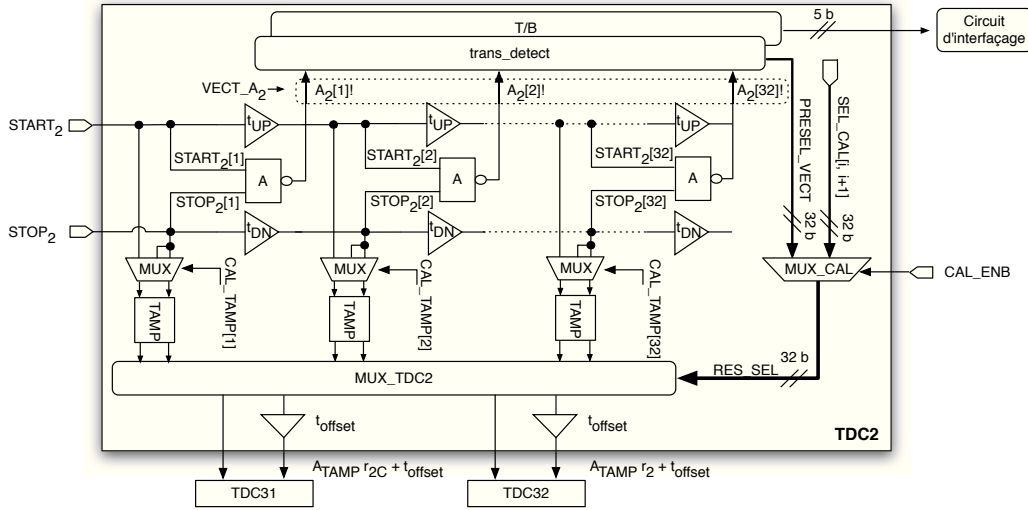 T/B
5 b
Circuit
d'interfaçage
trans_detect
VECT_A2
A2[1]!
A2[2]!
A2[32]!
START2
tUP
tUP
tUP
START2[1]
START2[2]
START2[32]
A
A
A
STOP2[1]
STOP2[2]
STOP2[32]
STOP2
tDN
tDN
tDN
PRESEL_VECT
SEL_CAL[i, i+1]
32 b
32 b
MUX
MUX
MUX
MUX_CAL
CAL_ENB
CAL_TAMP[1]
CAL_TAMP[2]
CAL_TAMP[32]
TAMP
TAMP
TAMP
32 b
RES_SEL
MUX_TDC2
toffset
toffset
TDC2
ATAMP r2C + toffset
ATAMP r2 + toffset
TDC31
TDC32